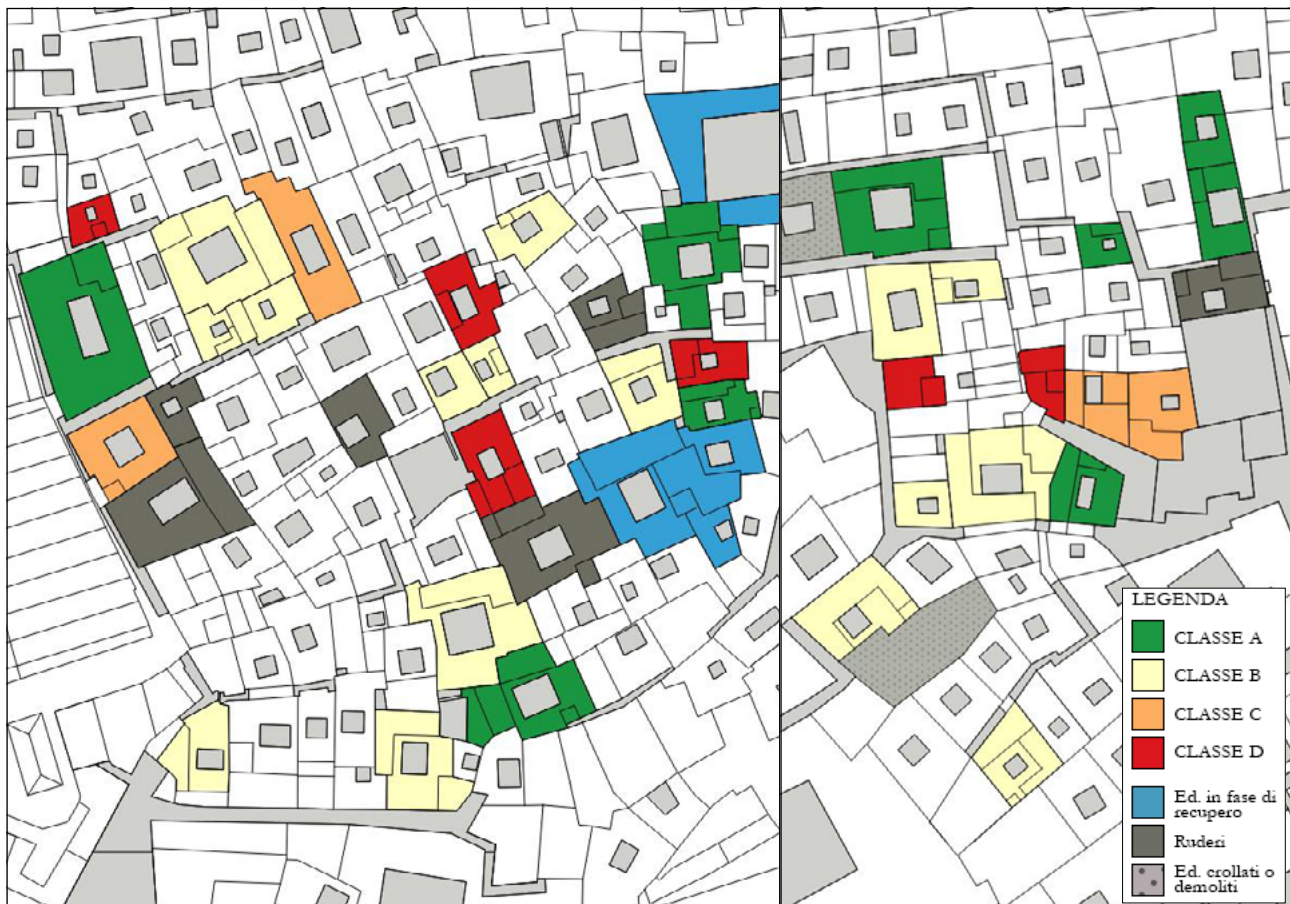 LEGENDA
CLASSE A
CLASSE B
CLASSE C
CLASSE D
Ed. in fase di
recupero
Ruderi
Ed. crollati o
demoliti